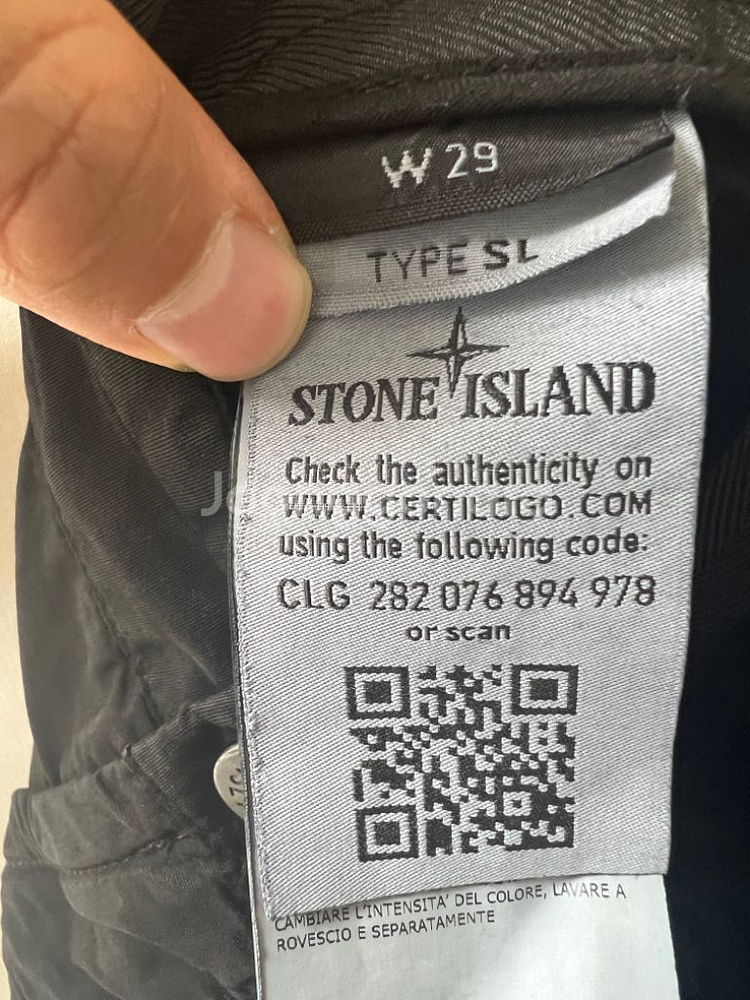 W 29
TYPE SL
STONE ISLAND
Check the authenticity on
WWW.CERTILOGO.COM
using the following code:
CLG 282 076 894 978
or scan
CAMBIARE L'INTENSITA' DEL COLORE, LAVARE A
ROVESCIO E SEPARATAMENTE